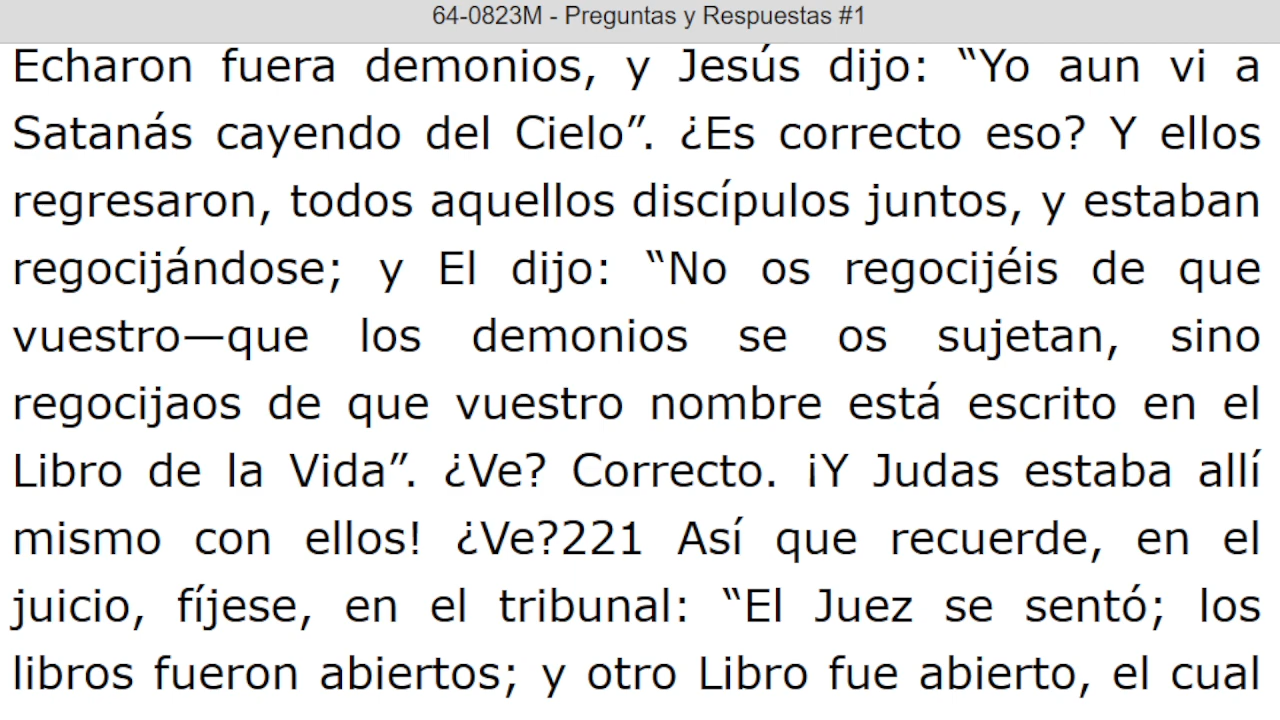 64-0823M - Preguntas y Respuestas #1
Echaron fuera demonios, y Jesús dijo: “Yo aun vi a
Satanás cayendo del Cielo”. ¿Es correcto eso? Y ellos
regresaron, todos aquellos discípulos juntos, y estaban
regocijándose; y El dijo: “No os regocijéis de que
vuestro—que los demonios se os sujetan, sino
regocijaos de que vuestro nombre está escrito en el
Libro de la Vida”. ¿Ve? Correcto. ¡Y Judas estaba allí
mismo con ellos! ¿Ve?221 Así que recuerde, en el
juicio, fíjese, en el tribunal: “El Juez se sentó; los
libros fueron abiertos; y otro Libro fue abierto, el cual